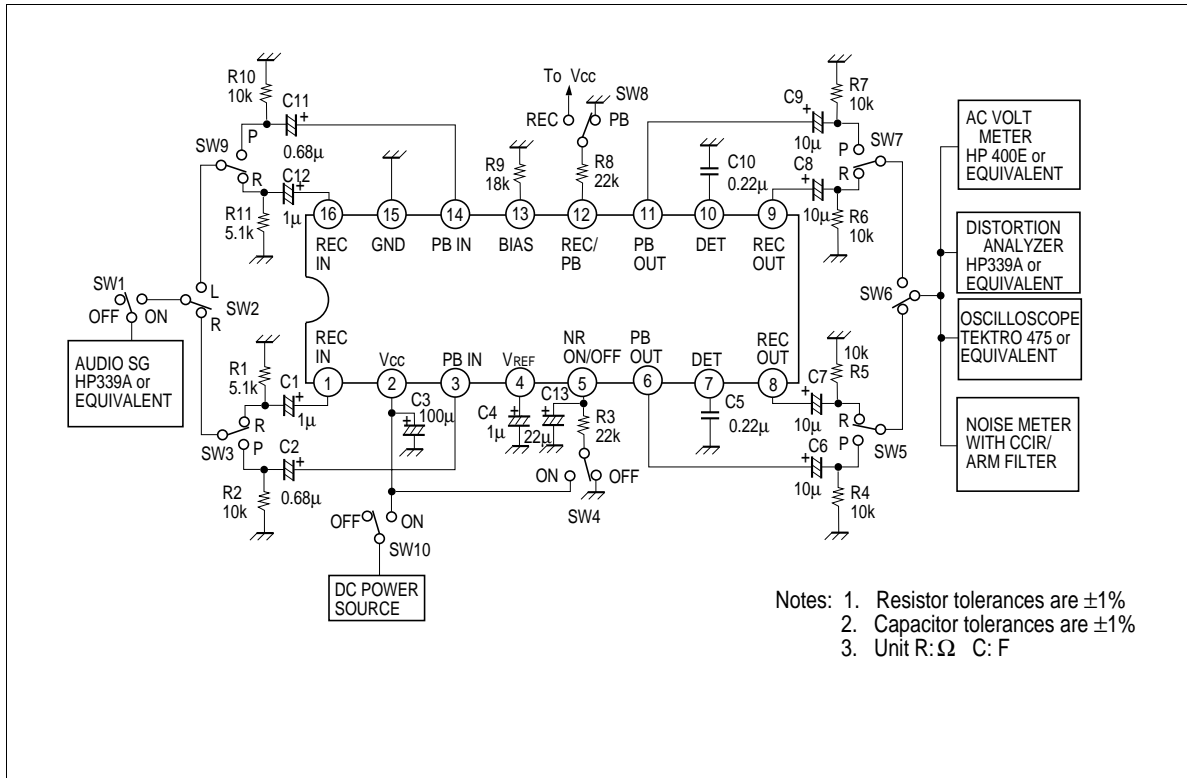 To Vcc
R10
10k
C11
+
0.68µ
SW8
REC
PB
C9
+
R7
10k
AC VOLT
METER
HP 400E or
EQUIVALENT
SW9
P
R
C12
+
1µ
R11
5.1k
R9
18k
R8
22k
C10
0.22µ
10µ
C8
+
10µ
P
R
SW7
R6
10k
16
15
14
13
12
11
10
9
REC
IN
GND
PB IN
BIAS
REC/
PB
PB
OUT
DET
REC
OUT
DISTORTION
ANALYZER
HP339A or
EQUIVALENT
SW1
OFF
ON
L
R
SW2
SW6
AUDIO SG
HP339A or
EQUIVALENT
OSCILLOSCOPE
TEKTRO 475 or
EQUIVALENT
REC
IN
Vcc
PB IN
VREF
NR
ON/OFF
PB
OUT
DET
REC
OUT
1
2
3
4
5
6
7
8
R1
5.1k
C1
+
1µ
C3
100µ
+
C4
1µ
+
C13
22µ
+
R3
22k
C5
0.22µ
10k
R5
C7
+
10µ
R
P
SW3
C2
+
0.68µ
R2
10k
R
P
SW5
C6
+
10µ
R4
10k
NOISE METER
WITH CCIR/
ARM FILTER
ON
OFF
SW4
OFF
ON
SW10
DC POWER
SOURCE
Notes: 1. Resistor tolerances are ±1%
2. Capacitor tolerances are ±1%
3. Unit R:Ω C: F